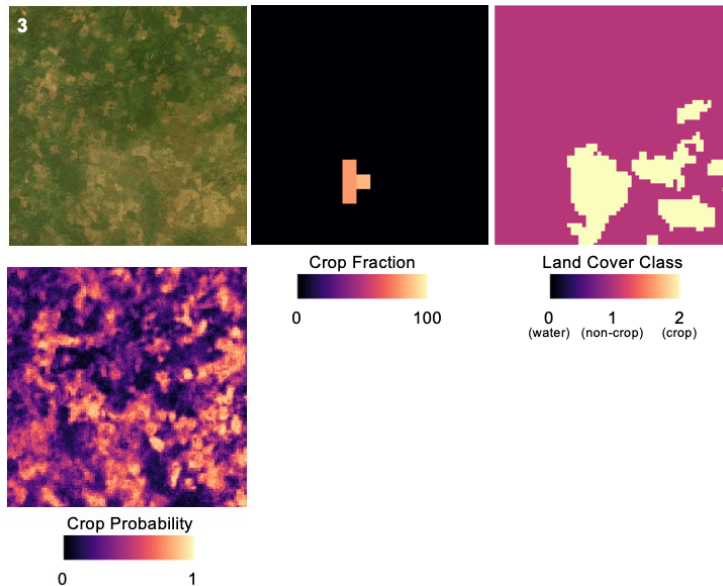 3
Crop Fraction
0 100
Land Cover Class
0 1 2
(water) (non-crop) (crop)
Crop Probability
0 1